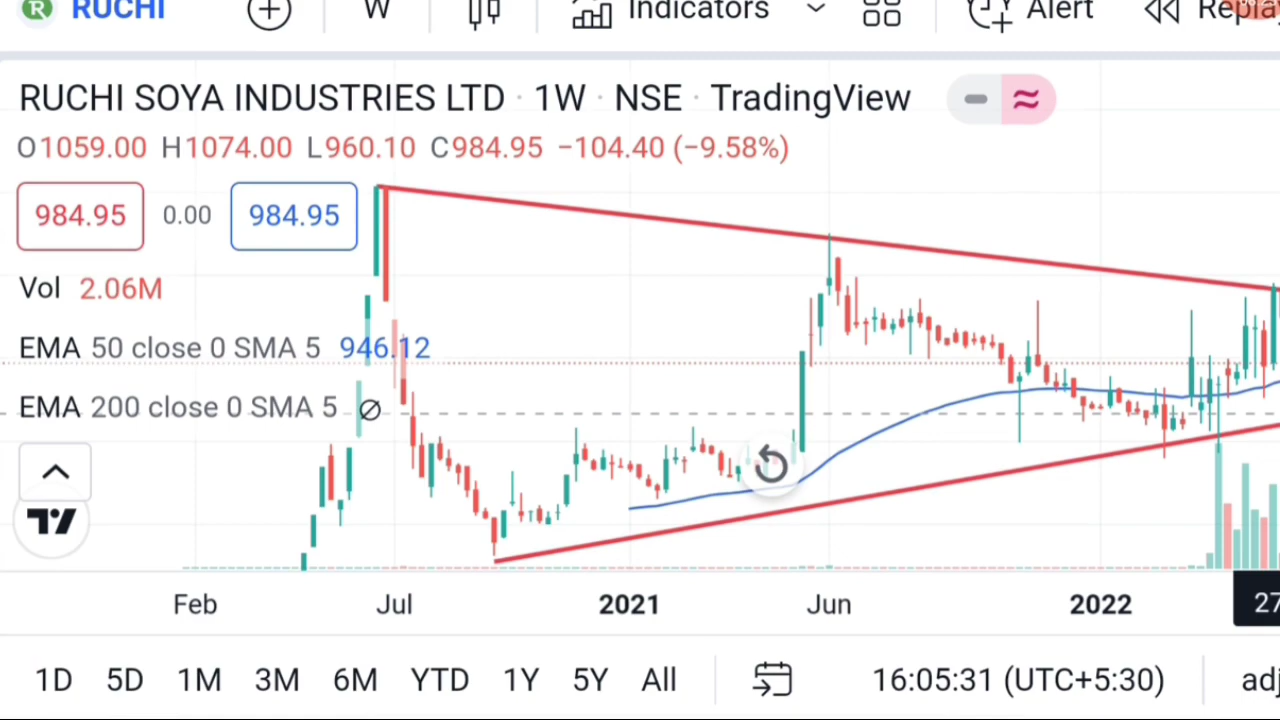 RUCHI W Indicators Alert Replay
RUCHI SOYA INDUSTRIES LTD · 1W · NSE · TradingView
O1059.00 H1074.00 L960.10 C984.95 −104.40 (−9.58%)
984.95 0.00 984.95
Vol 2.06M
EMA 50 close 0 SMA 5 946.12
EMA 200 close 0 SMA 5 ∅
Feb Jul 2021 Jun 2022 27
1D 5D 1M 3M 6M YTD 1Y 5Y All 16:05:31 (UTC+5:30) adj